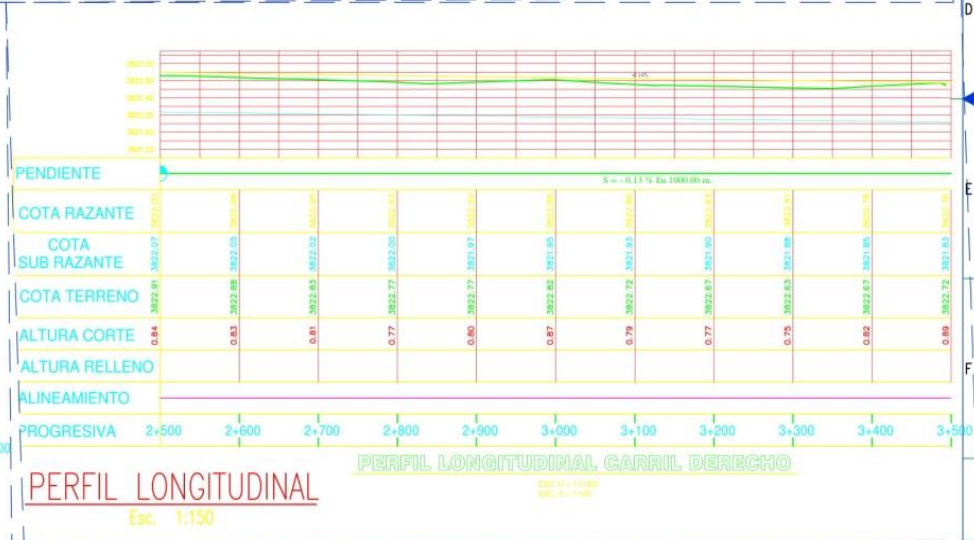 D
PENDIENTE
S = - 0.13 % En 1000.00 m.
E
COTA RAZANTE
COTA
SUB RAZANTE
3822.07 3822.05 3822.02 3822.00 3821.97 3821.95 3821.93 3821.90 3821.88 3821.85 3821.83
COTA TERRENO
3822.91 3822.88 3822.83 3822.77 3822.77 3822.82 3822.72 3822.67 3822.63 3822.67 3822.72
ALTURA CORTE
0.84 0.83 0.81 0.77 0.80 0.87 0.79 0.77 0.75 0.82 0.89
ALTURA RELLENO
F
ALINEAMIENTO
PROGRESIVA 2+500 2+600 2+700 2+800 2+900 3+000 3+100 3+200 3+300 3+400 3+500
PERFIL LONGITUDINAL CARRIL DERECHO
PERFIL LONGITUDINAL
Esc. 1:150